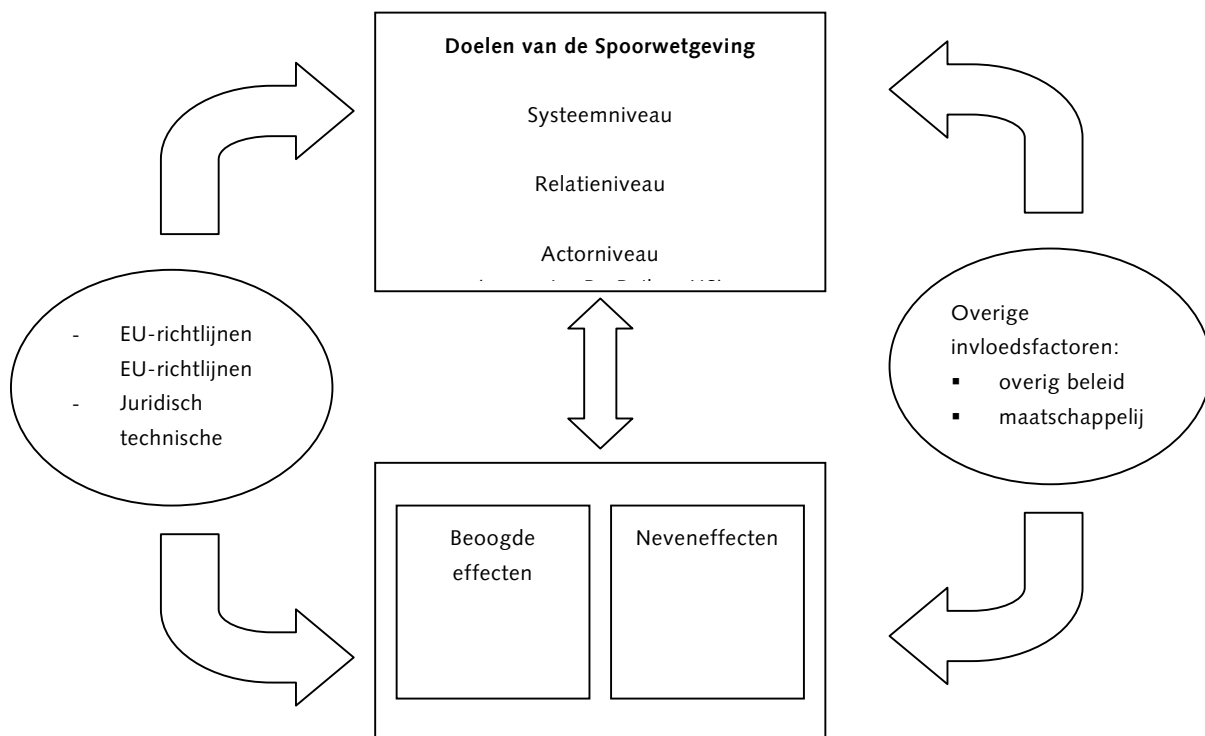 Doelen van de Spoorwetgeving
Systeemniveau
Relatieniveau
Actorniveau
- EU-richtlijnen
EU-richtlijnen
- Juridisch
technische
Overige
invloedsfactoren:
▪ overig beleid
▪ maatschappelij
Beoogde
effecten
Neveneffecten